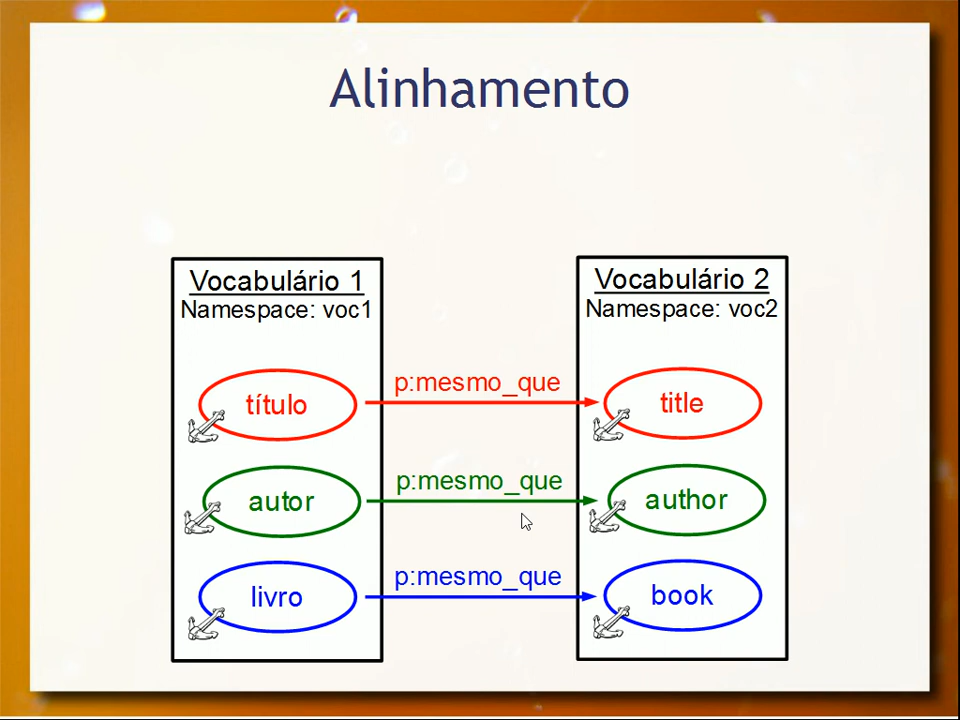 Alinhamento
Vocabulário 1
Namespace: voc1
Vocabulário 2
Namespace: voc2
título
p:mesmo_que
title
autor
p:mesmo_que
author
livro
p:mesmo_que
book